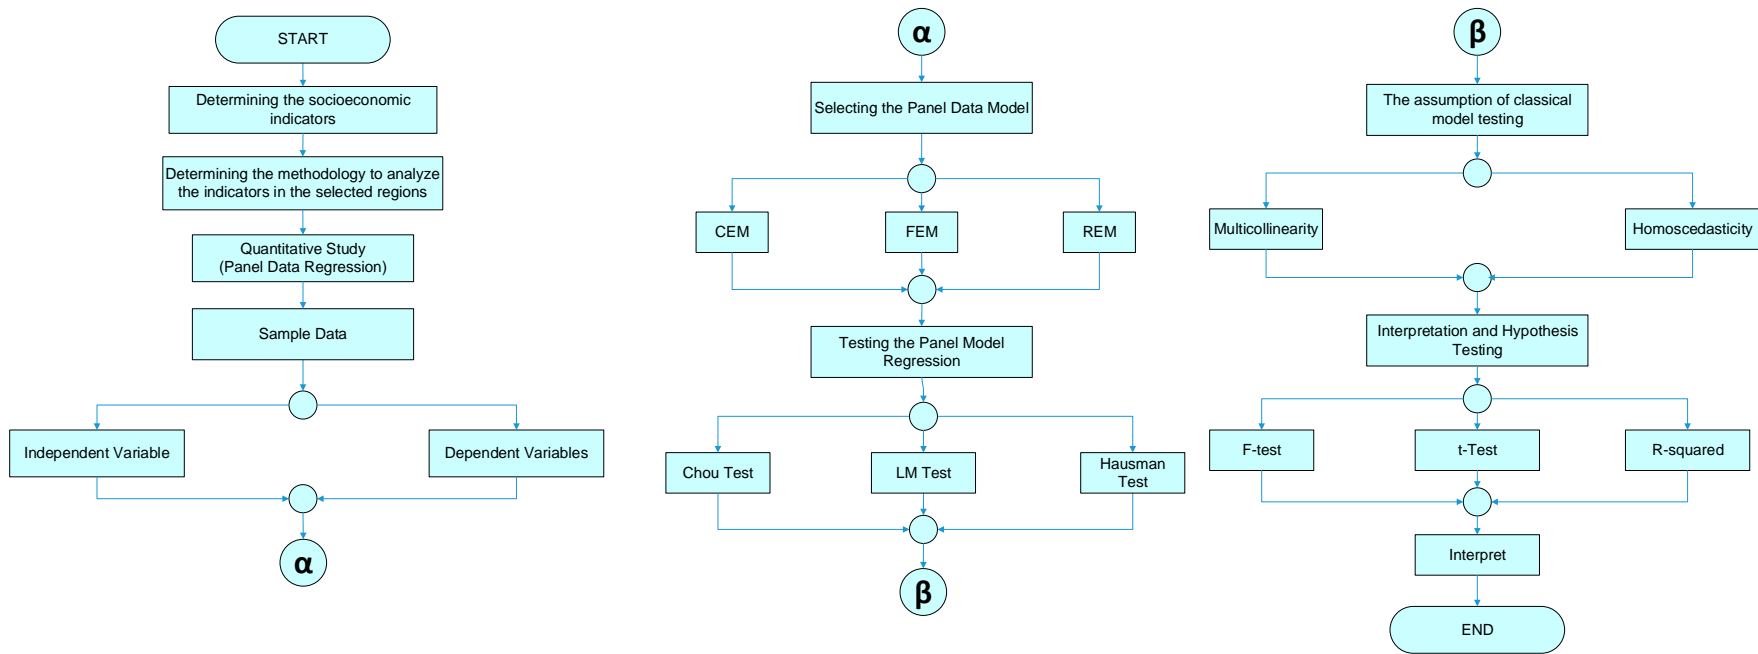 START
Determining the socioeconomic
indicators
Determining the methodology to analyze
the indicators in the selected regions
Quantitative Study
(Panel Data Regression)
Sample Data
Independent Variable
Dependent Variables
α
α
Selecting the Panel Data Model
CEM
FEM
REM
Testing the Panel Model
Regression
Chou Test
LM Test
Hausman
Test
β
β
The assumption of classical
model testing
Multicollinearity
Homoscedasticity
Interpretation and Hypothesis
Testing
F-test
t-Test
R-squared
Interpret
END